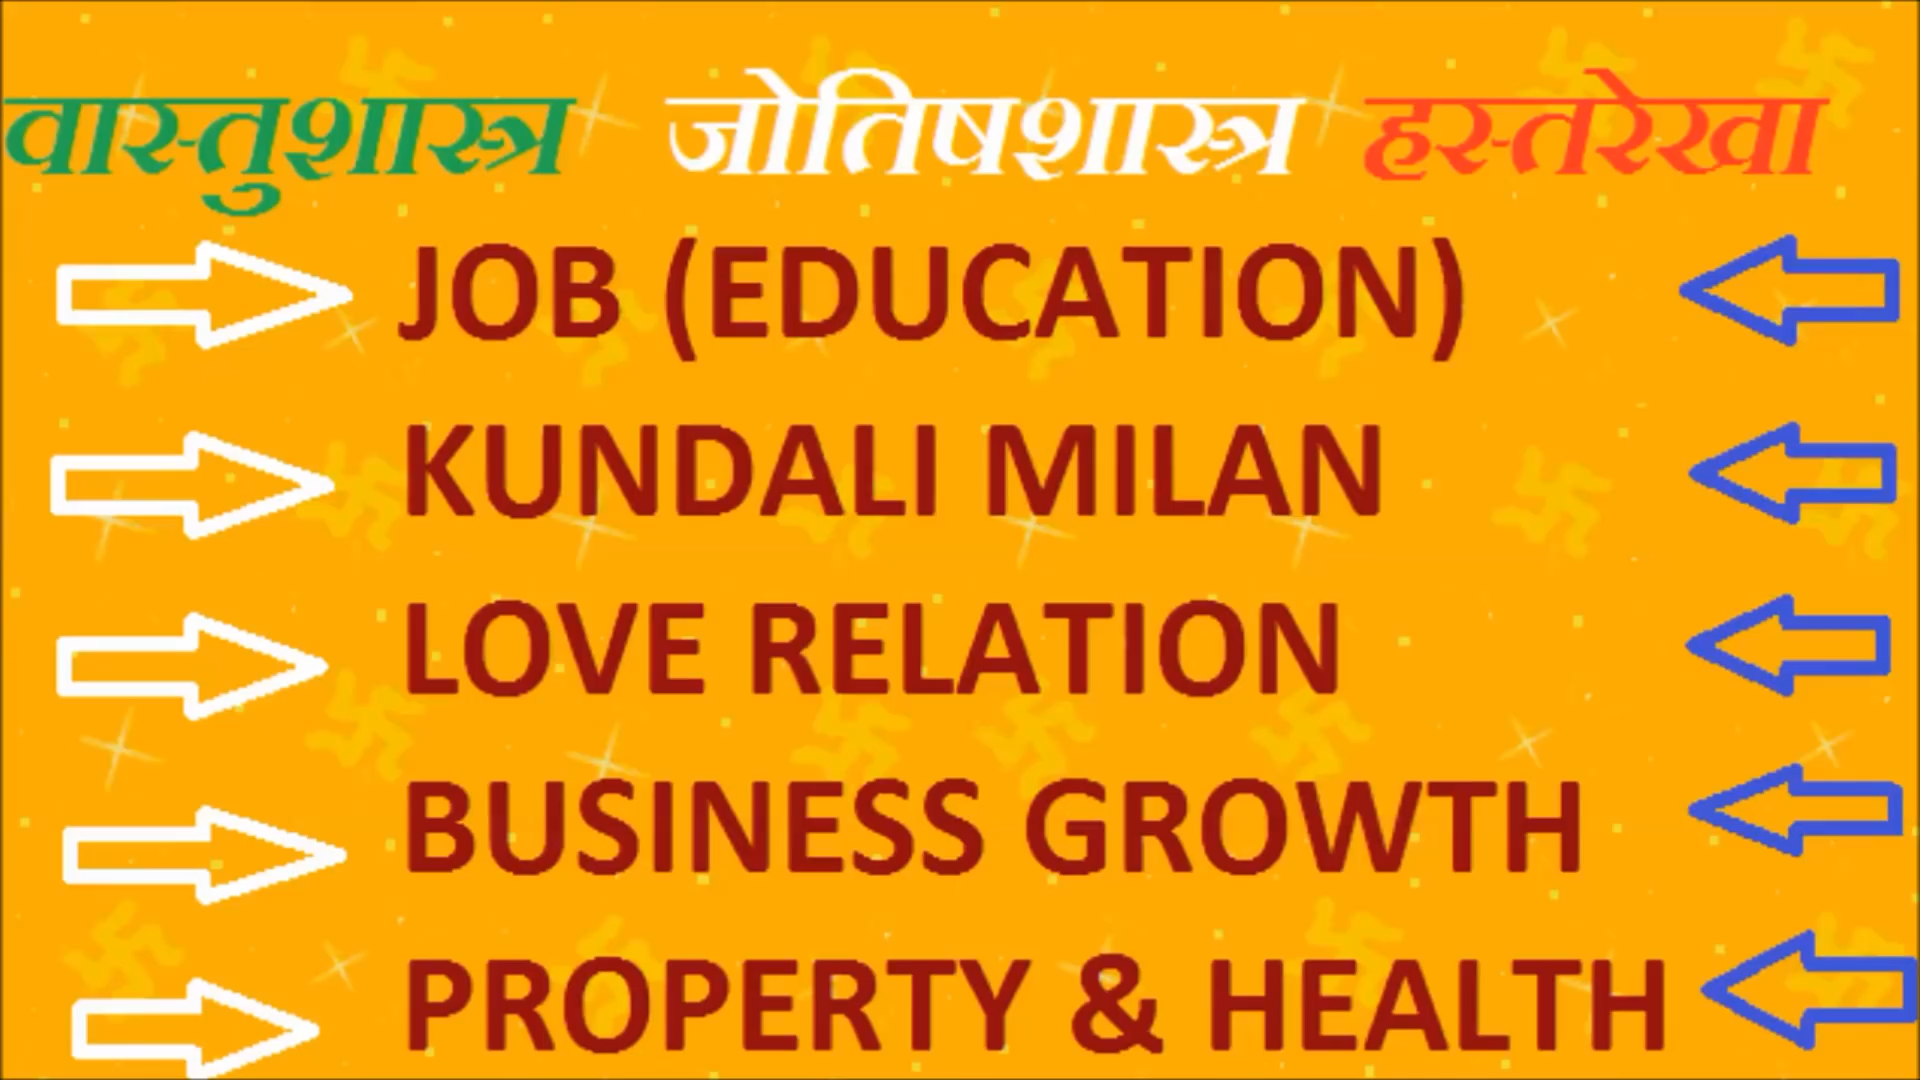 वास्तुशास्त्र जोतिषशास्त्र हस्तरेखा
JOB (EDUCATION)
KUNDALI MILAN
LOVE RELATION
BUSINESS GROWTH
PROPERTY & HEALTH